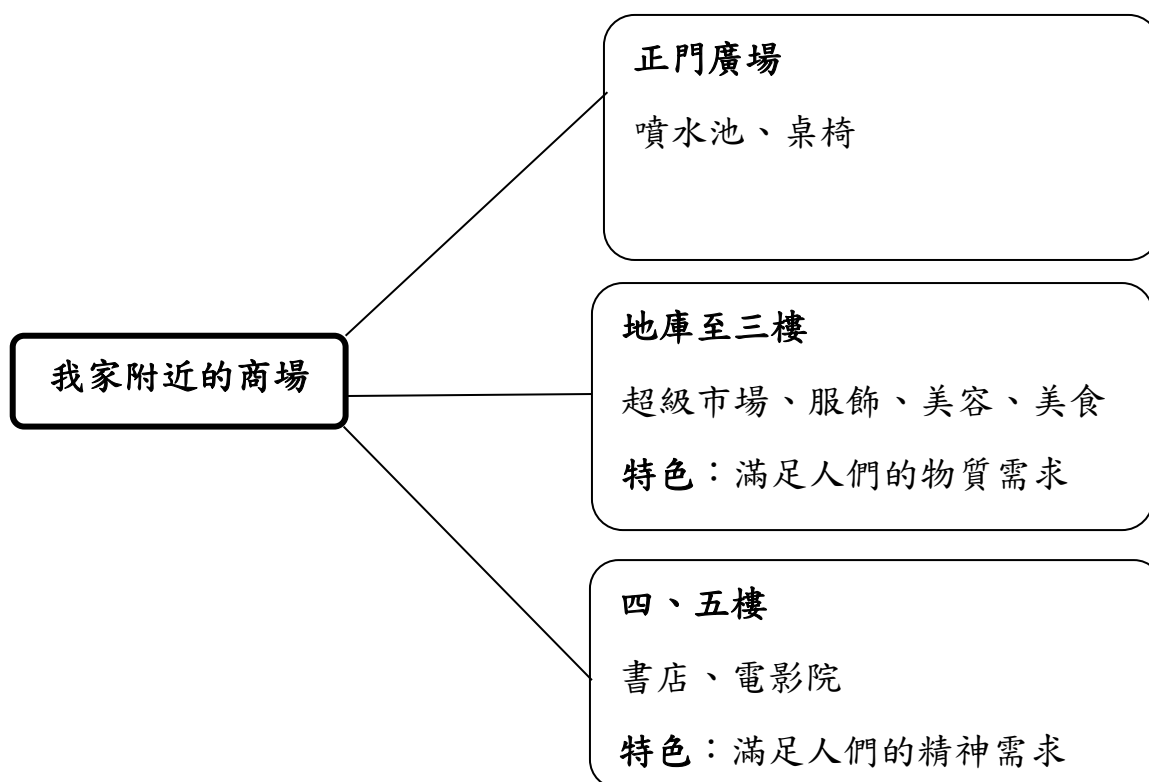 我家附近的商場
正門廣場
噴水池、桌椅
地庫至三樓
超級市場、服飾、美容、美食
特色：滿足人們的物質需求
四、五樓
書店、電影院
特色：滿足人們的精神需求